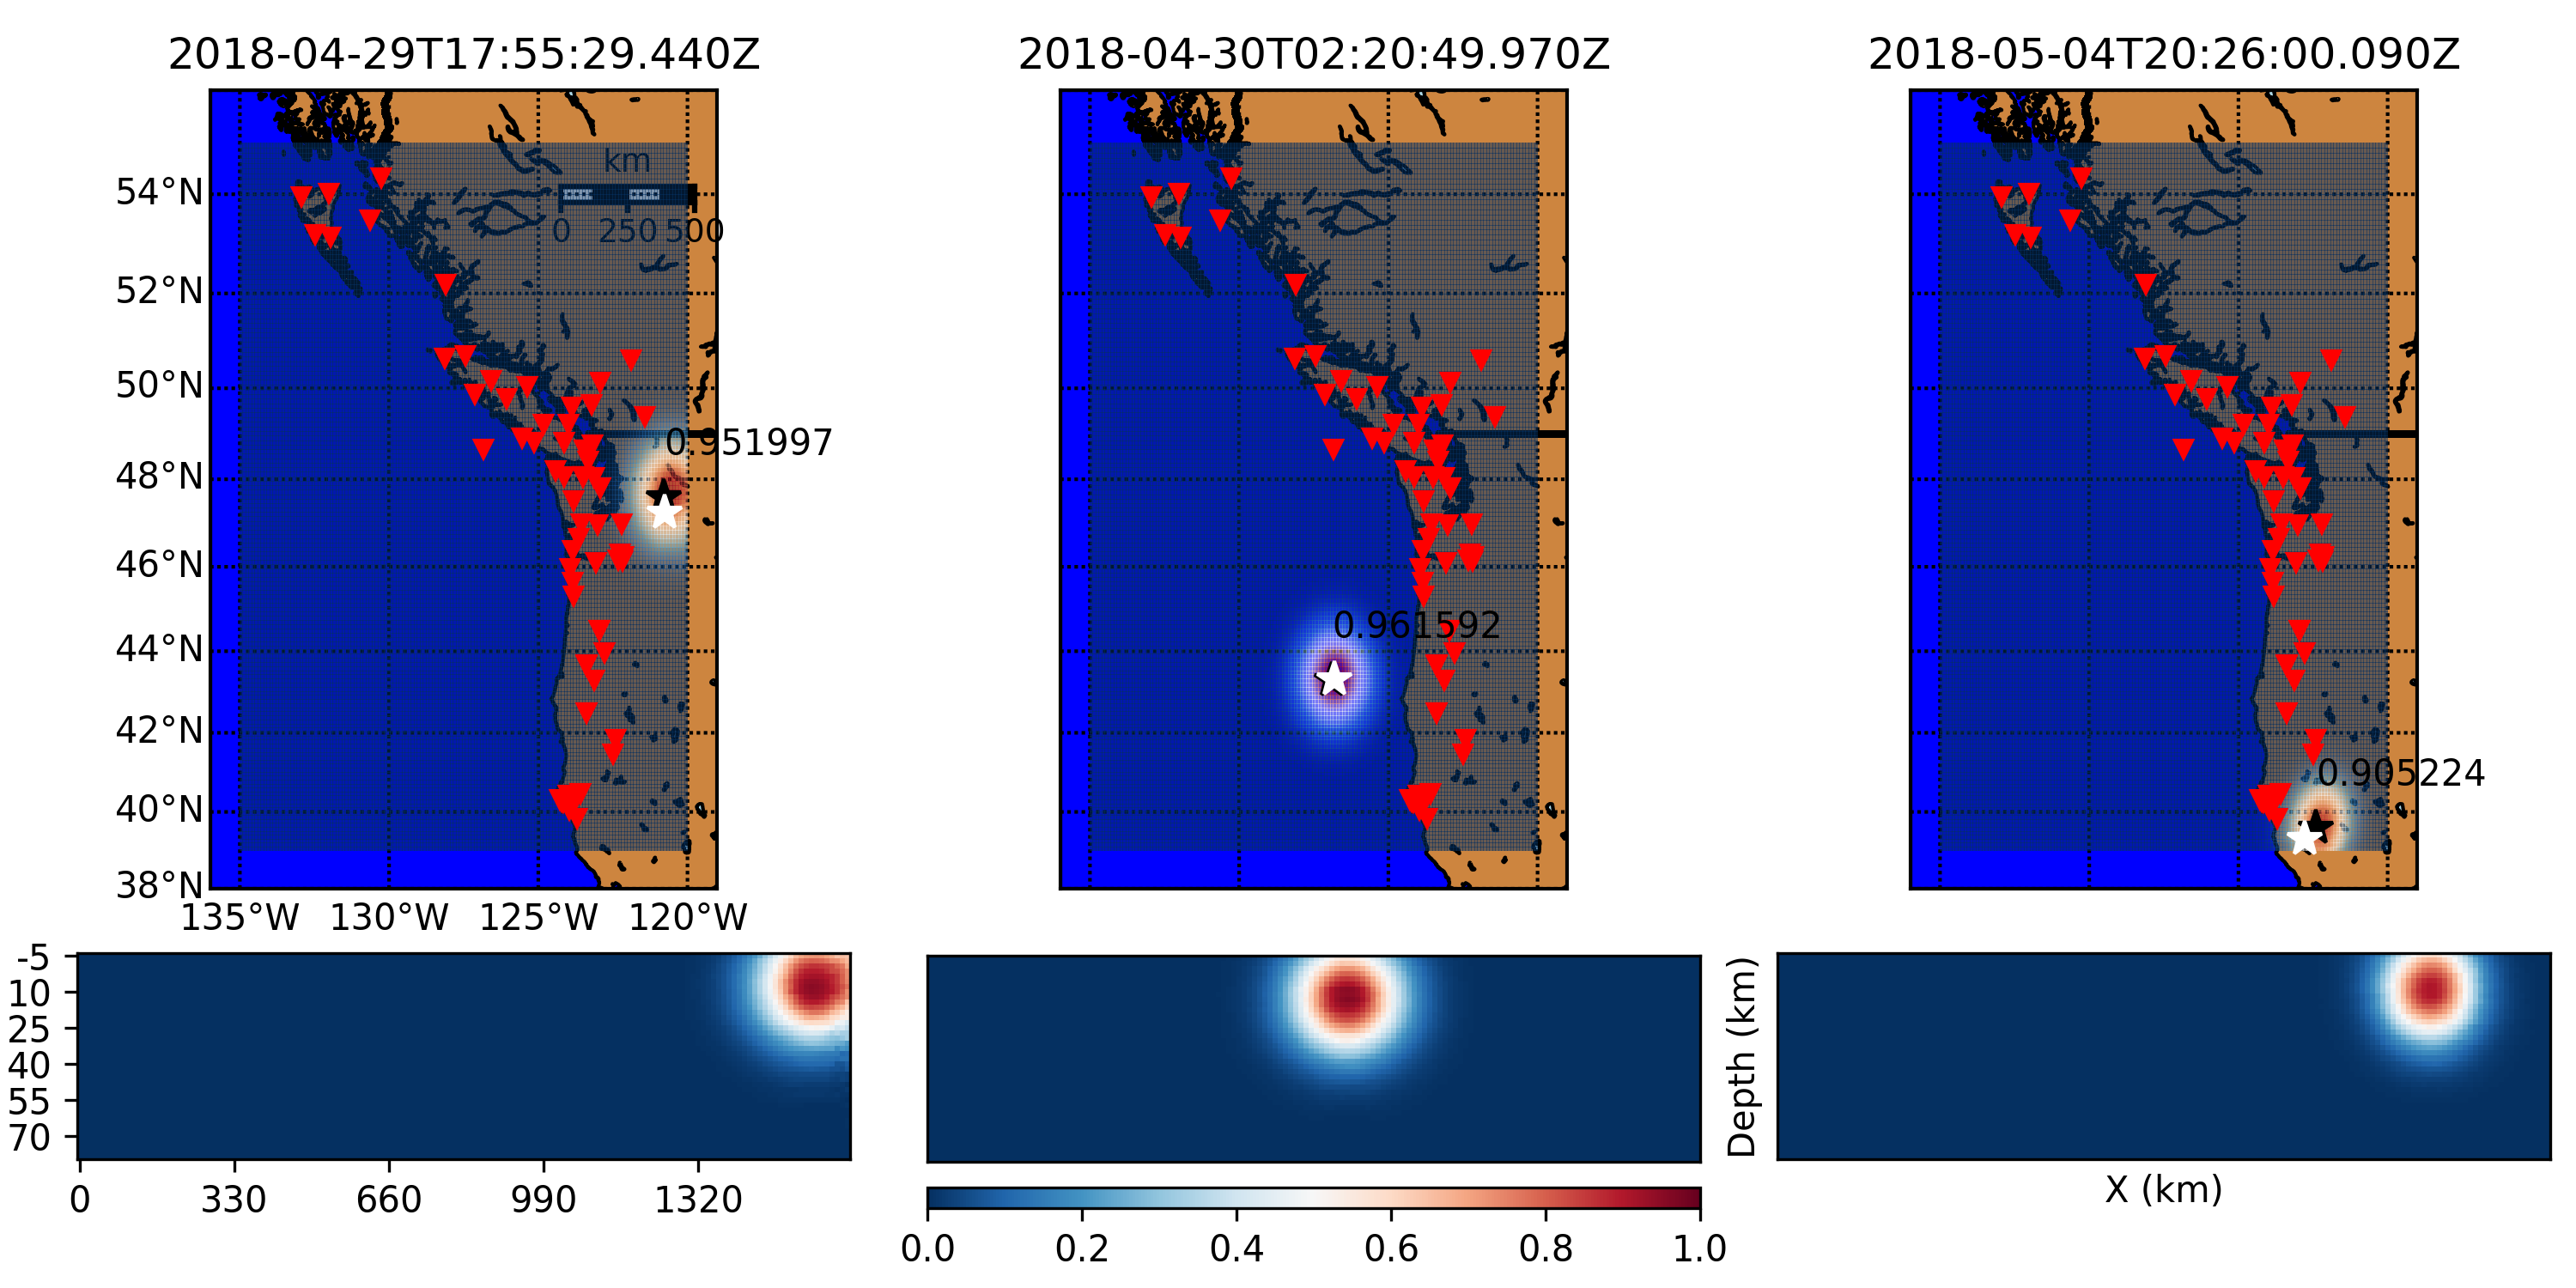 2018-04-29T17:55:29.440Z
2018-04-30T02:20:49.970Z
2018-05-04T20:26:00.090Z
km
0 250 500
54°N
52°N
50°N
48°N
46°N
44°N
42°N
40°N
38°N
135°W 130°W 125°W 120°W
0.951997
0.961592
0.905224
-5
10
25
40
55
70
0 330 660 990 1320
0.0 0.2 0.4 0.6 0.8 1.0
Depth (km)
X (km)